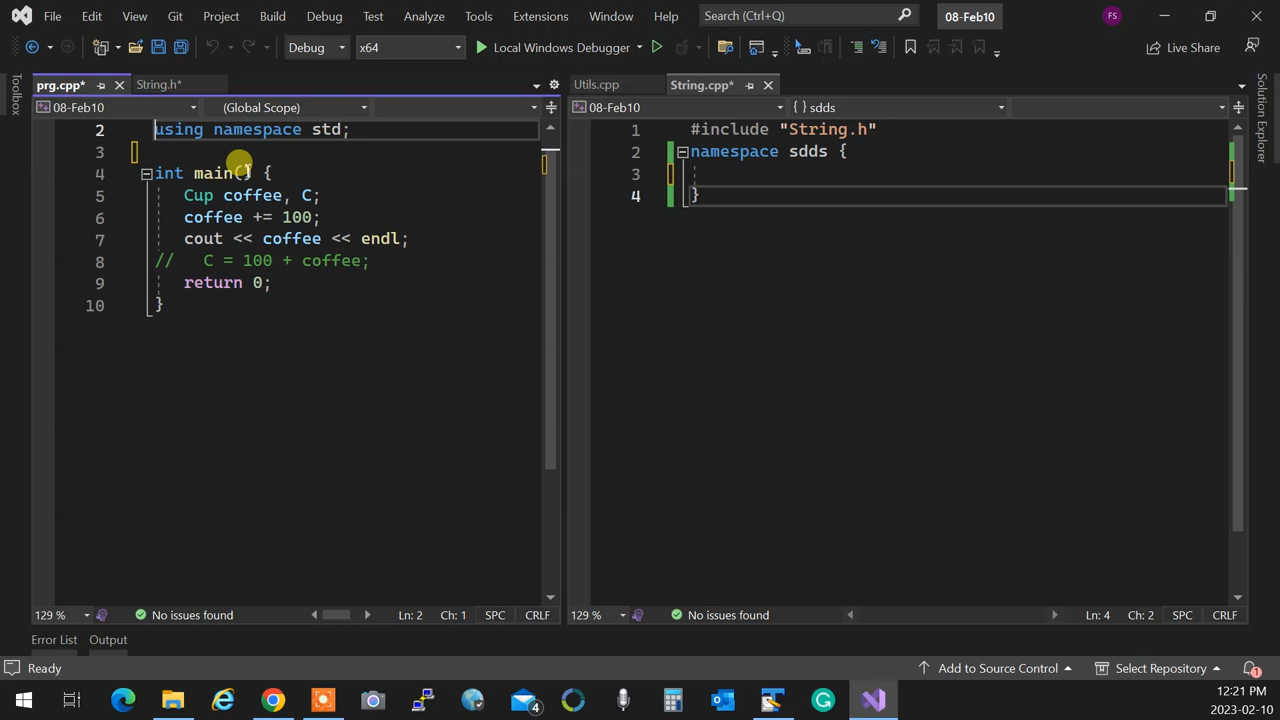 File Edit View Git Project Build Debug Test Analyze Tools Extensions Window Help Search (Ctrl+Q) 08-Feb10 FS
Debug x64 Local Windows Debugger Live Share
Toolbox
prg.cpp* String.h*
08-Feb10 (Global Scope)
2 using namespace std;
3
4 int main() {
5 Cup coffee, C;
6 coffee += 100;
7 cout << coffee << endl;
8 // C = 100 + coffee;
9 return 0;
10 }
129 % No issues found Ln: 2 Ch: 1 SPC CRLF
Utils.cpp String.cpp*
08-Feb10 {} sdds
1 #include "String.h"
2 namespace sdds {
3
4 }
129 % No issues found Ln: 4 Ch: 2 SPC CRLF
Solution Explorer
Error List Output
Ready Add to Source Control Select Repository 1
4
12:21 PM
2023-02-10